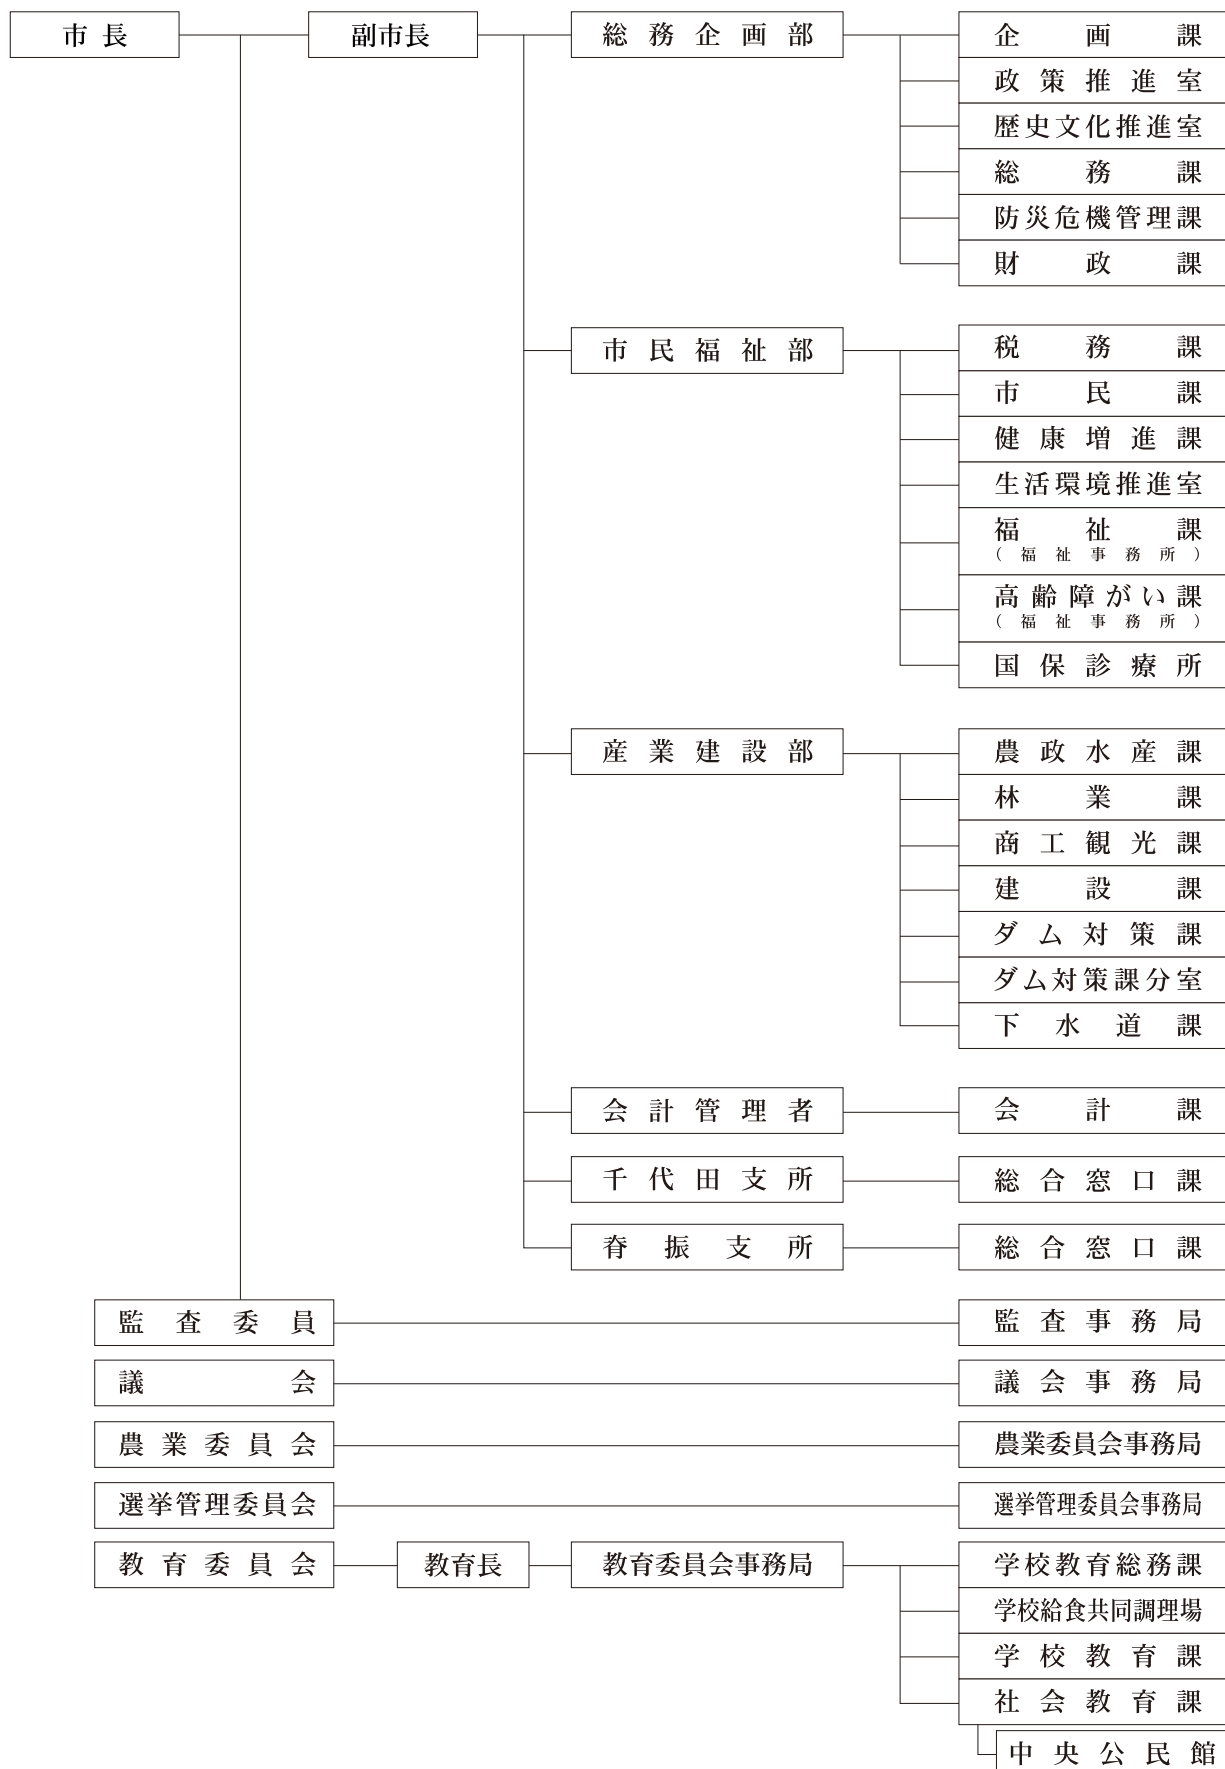 市長 副市長 総務企画部 企画課
政策推進室
歴史文化推進室
総務課
防災危機管理課
財政課
市民福祉部 税務課
市民課
健康増進課
生活環境推進室
福祉課
（福祉事務所）
高齢障がい課
（福祉事務所）
国保診療所
産業建設部 農政水産課
林業課
商工観光課
建設課
ダム対策課
ダム対策課分室
下水道課
会計管理者 会計課
千代田支所 総合窓口課
脊振支所 総合窓口課
監査委員 監査事務局
議会 議会事務局
農業委員会 農業委員会事務局
選挙管理委員会 選挙管理委員会事務局
教育委員会 教育長 教育委員会事務局 学校教育総務課
学校給食共同調理場
学校教育課
社会教育課
中央公民館